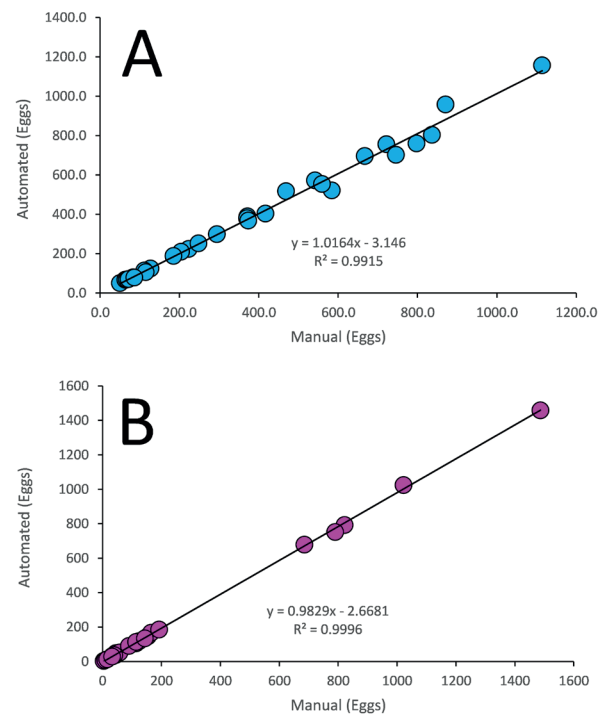 A
1400.0
1200.0
1000.0
800.0
600.0
400.0
200.0
0.0
Automated (Eggs)
y = 1.0164x - 3.146
R² = 0.9915
0.0 200.0 400.0 600.0 800.0 1000.0 1200.0
Manual (Eggs)
B
1600
1400
1200
1000
800
600
400
200
0
Automated (Eggs)
y = 0.9829x - 2.6681
R² = 0.9996
0 200 400 600 800 1000 1200 1400 1600
Manual (Eggs)